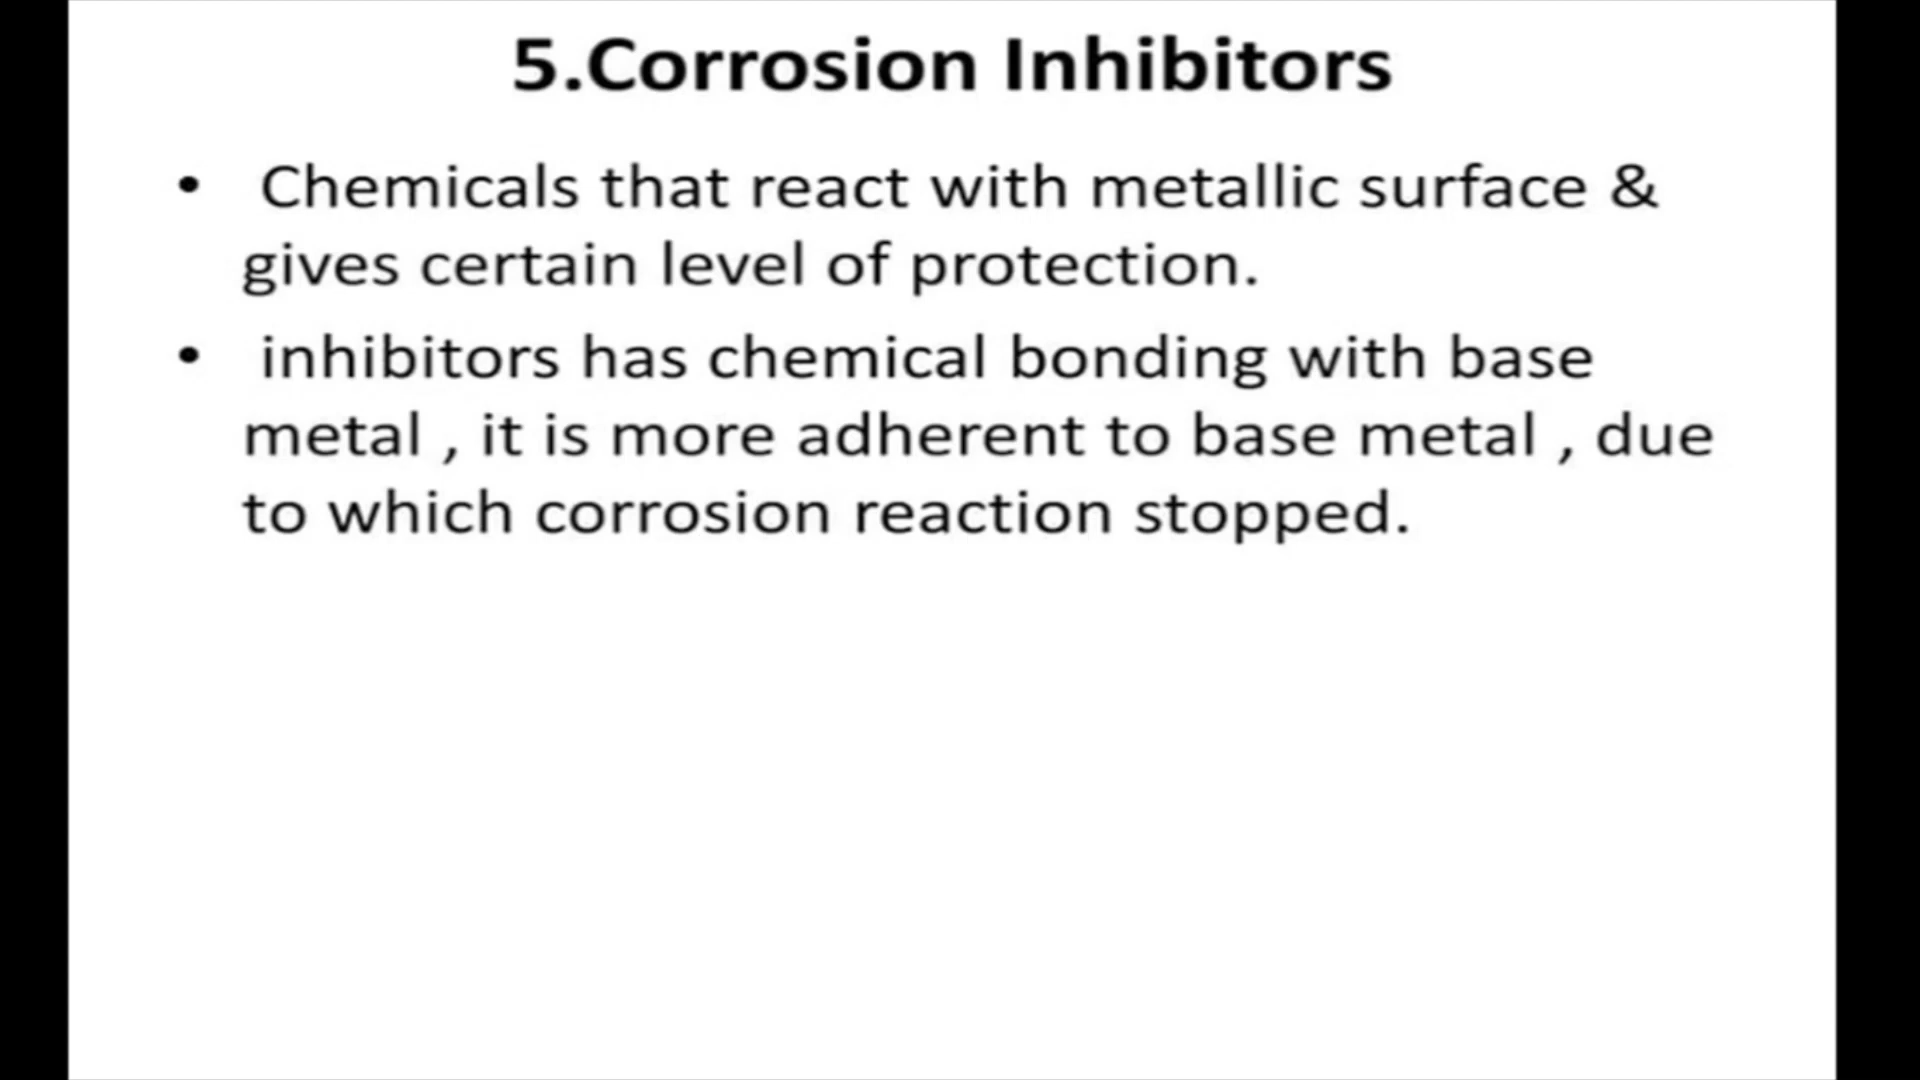 5.Corrosion Inhibitors
• Chemicals that react with metallic surface &
gives certain level of protection.
• inhibitors has chemical bonding with base
metal , it is more adherent to base metal , due
to which corrosion reaction stopped.